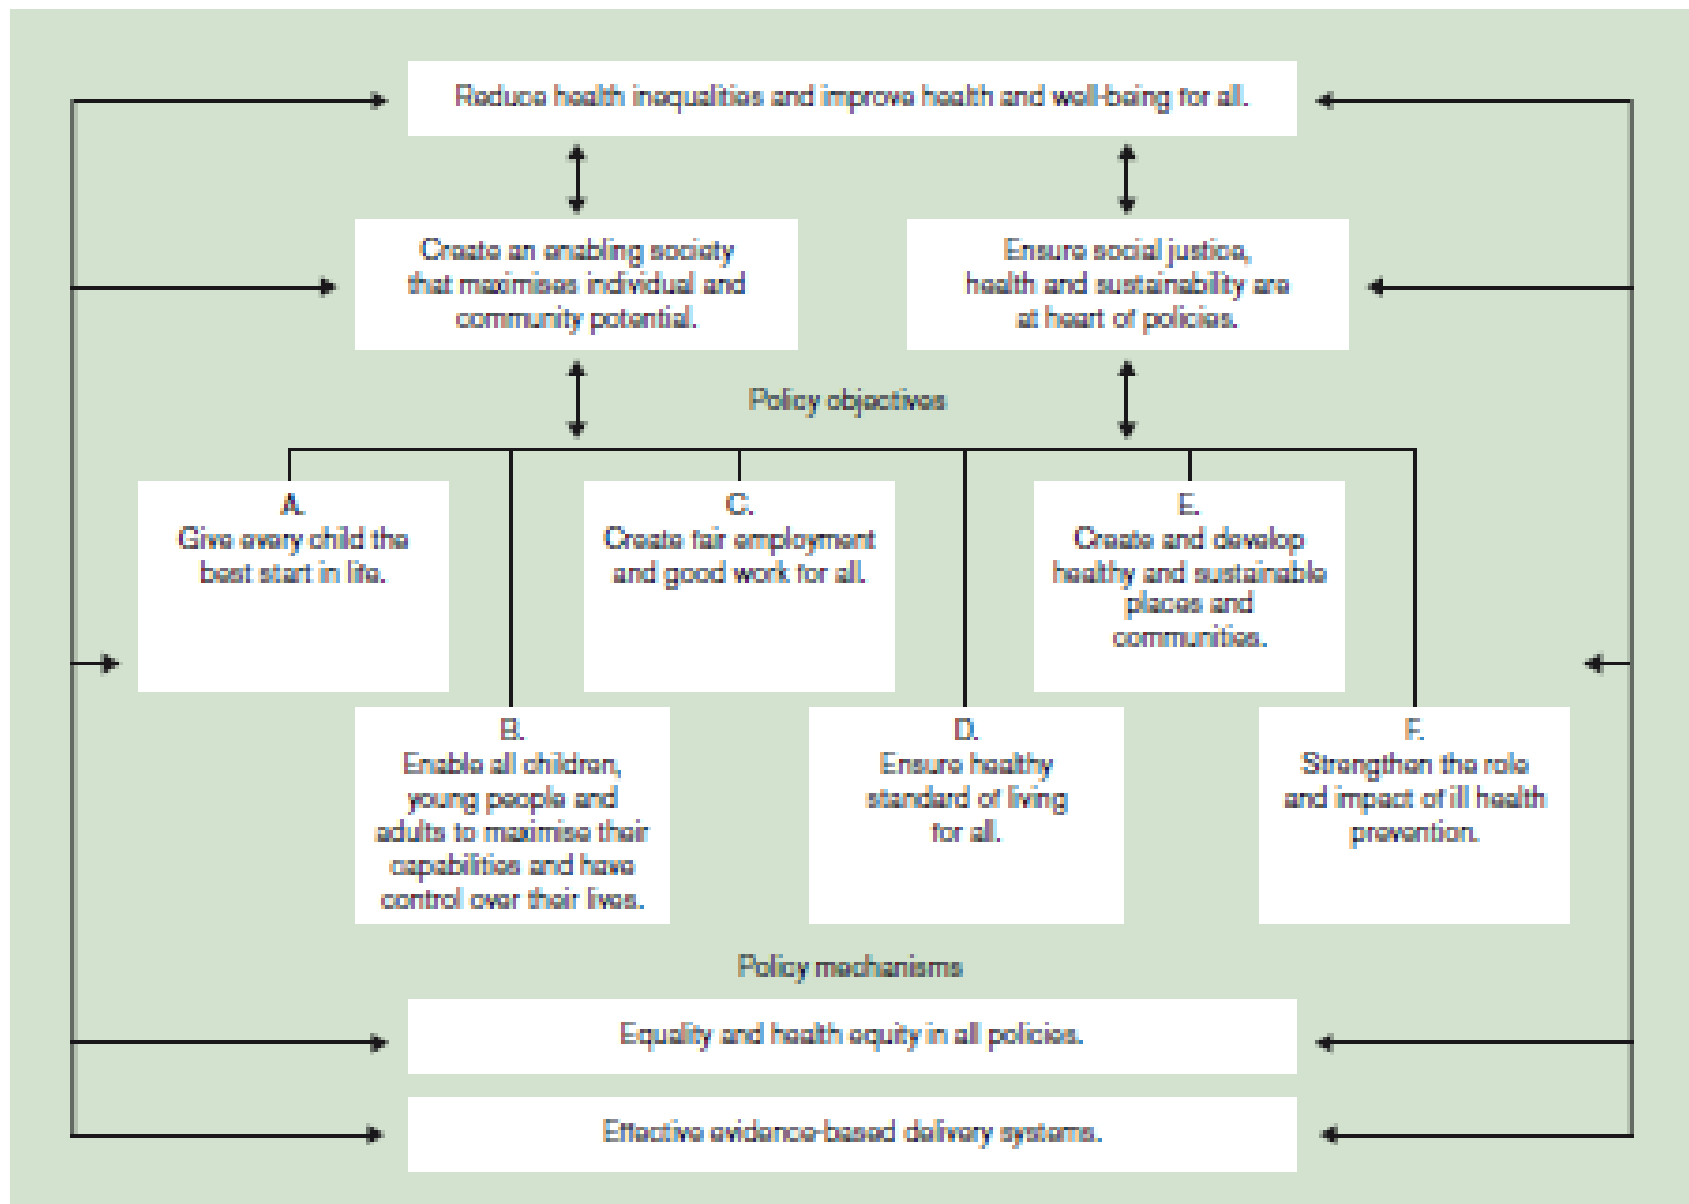 Reduce health inequalities and improve health and well-being for all.
Create an enabling society
that maximises individual and
community potential.
Ensure social justice,
health and sustainability are
at heart of policies.
Policy objectives
A.
Give every child the
best start in life.
C.
Create fair employment
and good work for all.
E.
Create and develop
healthy and sustainable
places and
communities.
B.
Enable all children,
young people and
adults to maximise their
capabilities and have
control over their lives.
D.
Ensure healthy
standard of living
for all.
F.
Strengthen the role
and impact of ill health
prevention.
Policy mechanisms
Equality and health equity in all policies.
Effective evidence-based delivery systems.